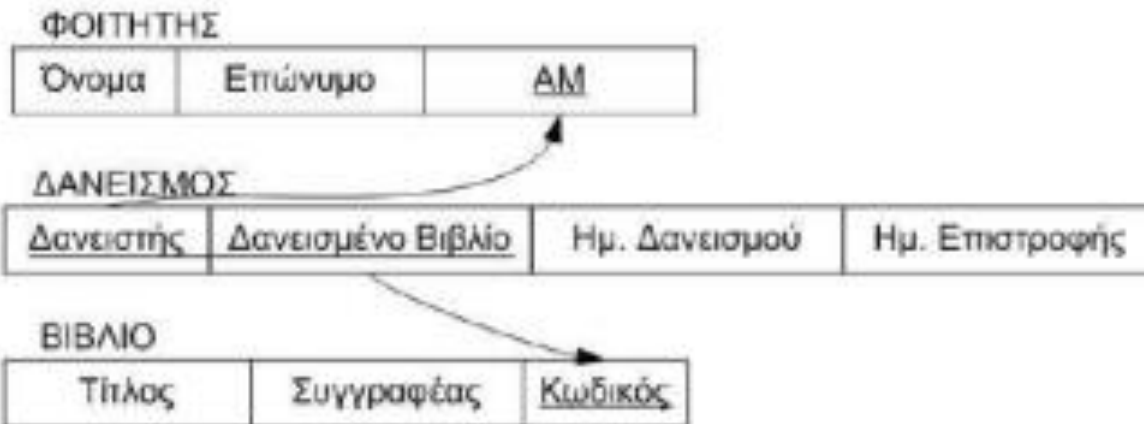 ΦΟΙΤΗΤΗΣ
Όνομα Επώνυμο ΑΜ
ΔΑΝΕΙΣΜΟΣ
Δανειστής Δανεισμένο Βιβλίο Ημ. Δανεισμού Ημ. Επιστροφής
ΒΙΒΛΙΟ
Τίτλος Συγγραφέας Κωδικός